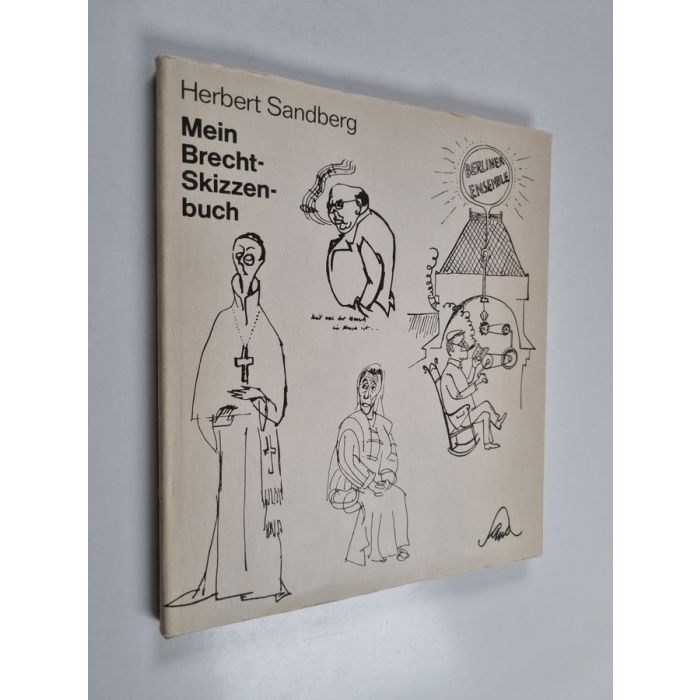 Herbert Sandberg
Mein
Brecht-
Skizzen-
buch
BERLINER
ENSEMBLE